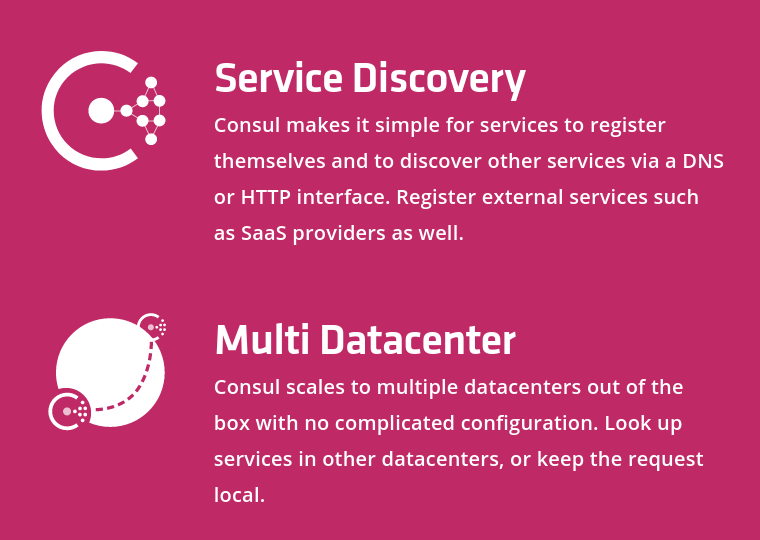 Service Discovery
Consul makes it simple for services to register
themselves and to discover other services via a DNS
or HTTP interface. Register external services such
as SaaS providers as well.
Multi Datacenter
Consul scales to multiple datacenters out of the
box with no complicated configuration. Look up
services in other datacenters, or keep the request
local.